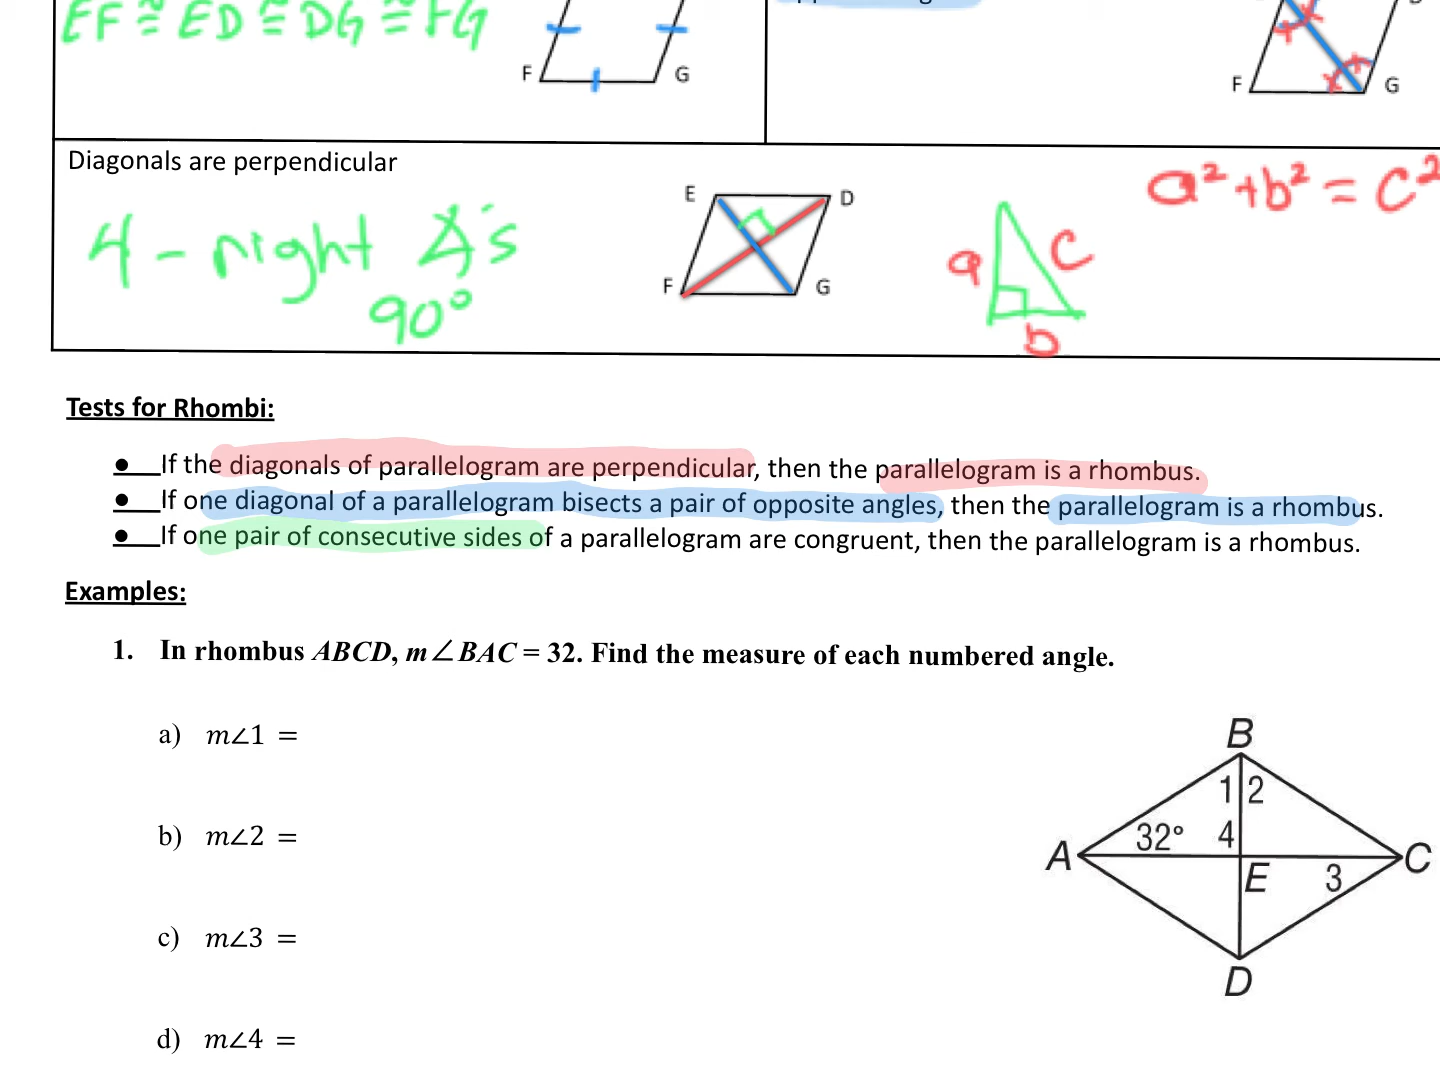 EF ≅ ED ≅ DG ≅ FG
F G
F G
Diagonals are perpendicular
4 - right ∠'s
90°
E D
F G
a c
b
a² + b² = c²
Tests for Rhombi:
● If the diagonals of parallelogram are perpendicular, then the parallelogram is a rhombus.
● If one diagonal of a parallelogram bisects a pair of opposite angles, then the parallelogram is a rhombus.
● If one pair of consecutive sides of a parallelogram are congruent, then the parallelogram is a rhombus.
Examples:
1. In rhombus ABCD, m∠BAC = 32. Find the measure of each numbered angle.
a) m∠1 =
b) m∠2 =
c) m∠3 =
d) m∠4 =
B
1 2
32° 4
A C
E 3
D